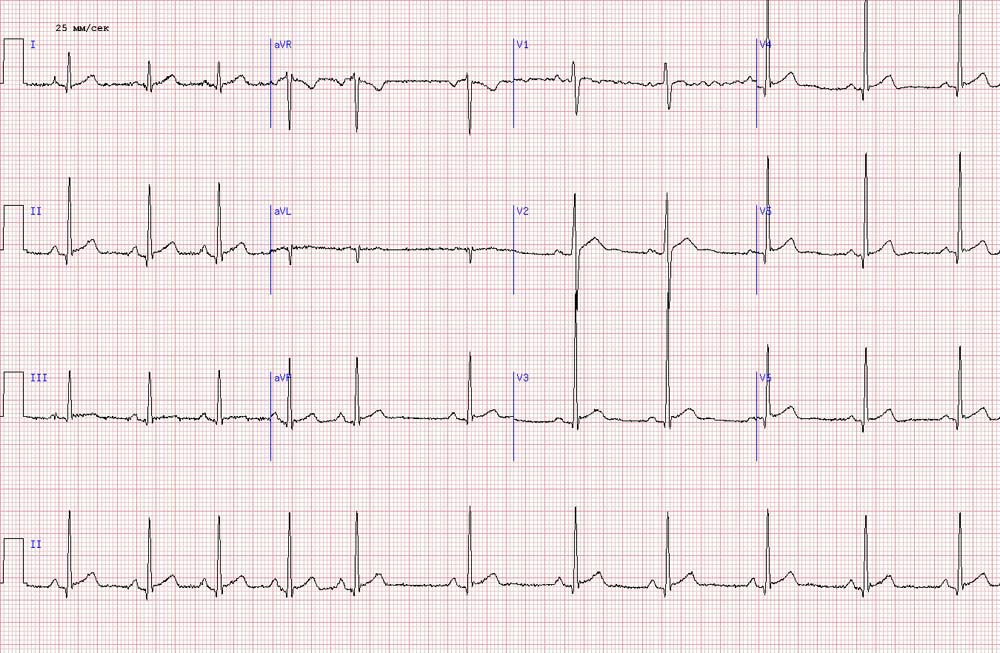 25 мм/сек
I aVR V1 V4
II aVL V2 V5
III aVF V3 V6
II